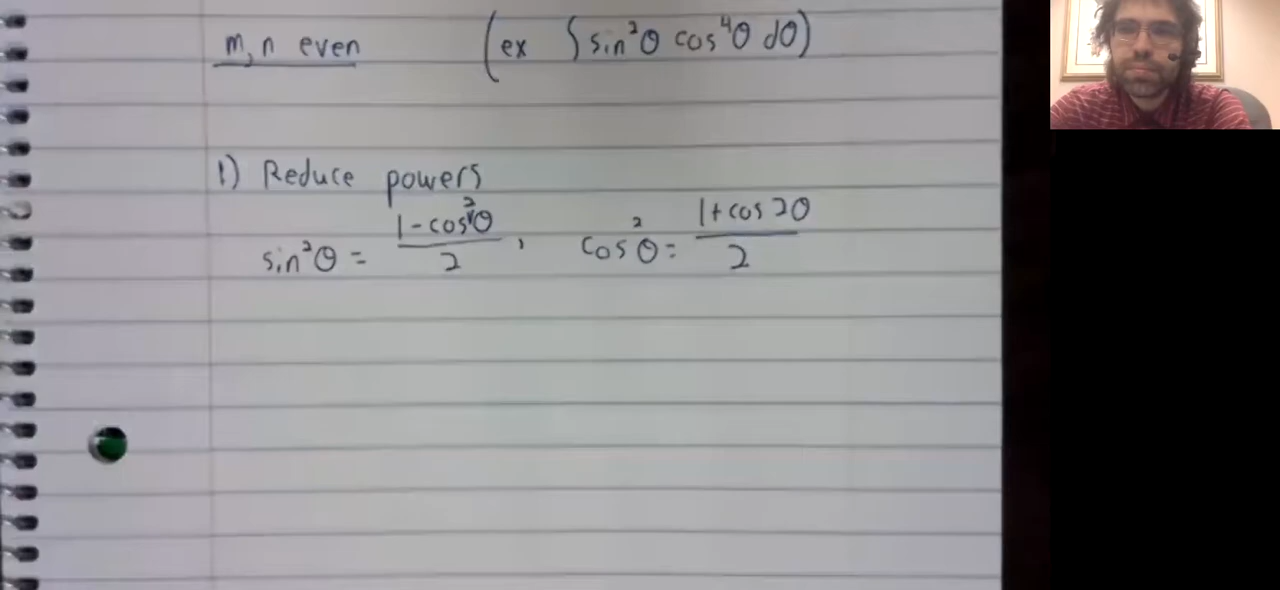 m, n even (ex ∫ sin²θ cos⁴θ dθ)
1) Reduce powers
sin²θ = (1 - cos 2θ)/2 , cos²θ = (1 + cos 2θ)/2